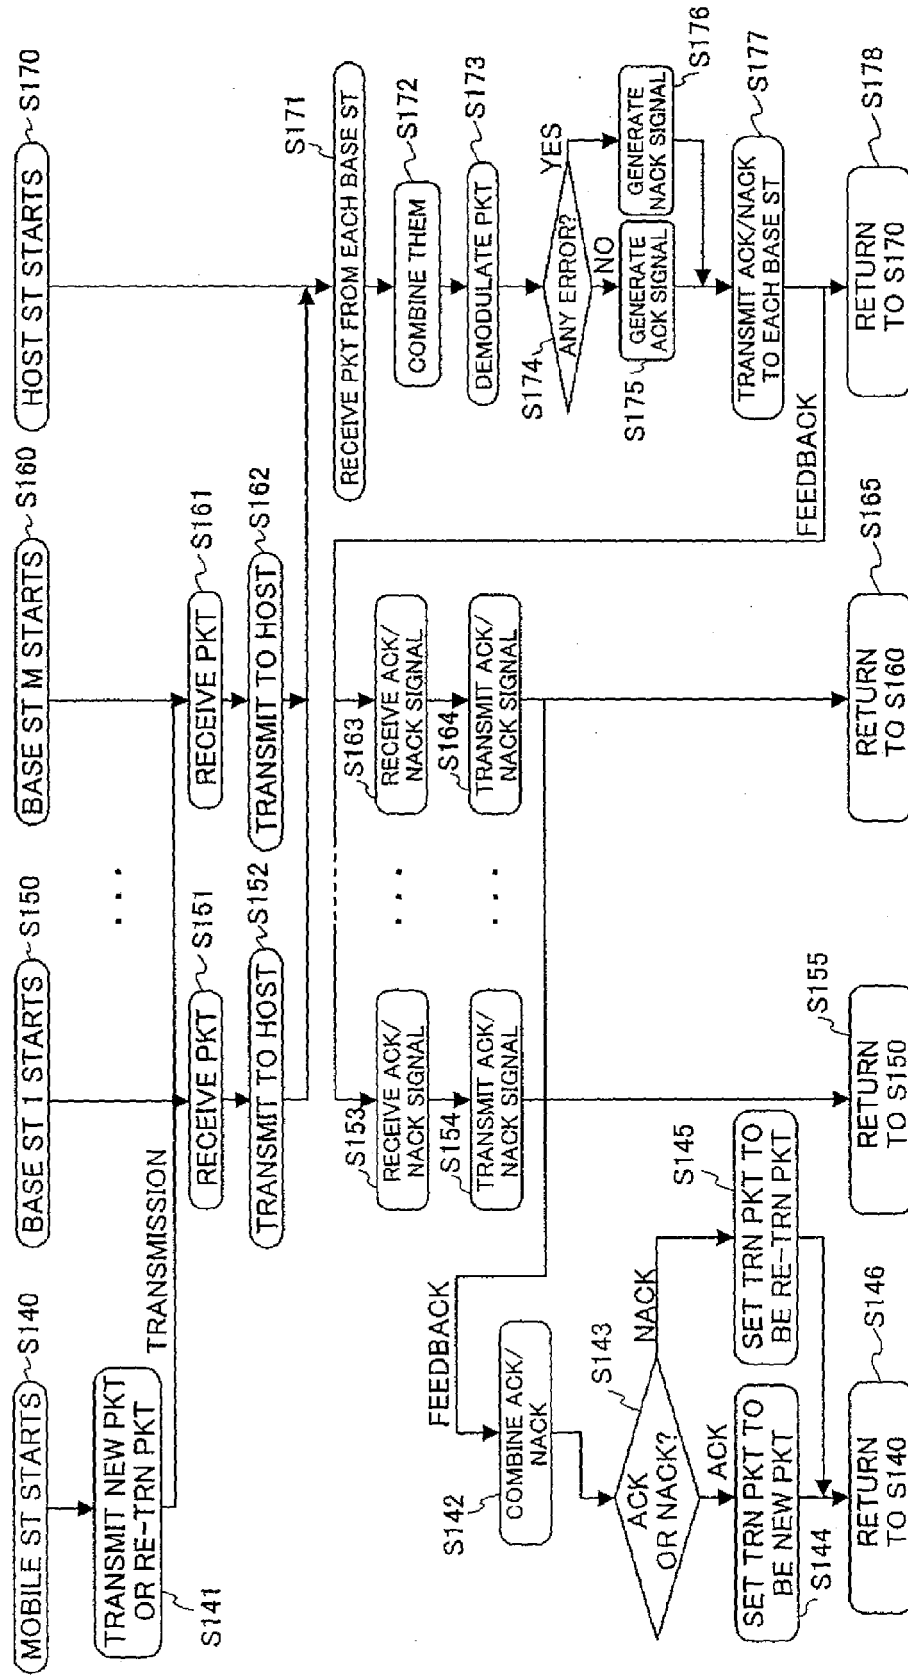 MOBILE ST STARTS
S140
TRANSMIT NEW PKT
OR RE-TRN PKT
S141
TRANSMISSION
BASE ST 1 STARTS
S150
RECEIVE PKT
S151
TRANSMIT TO HOST
S152
...
BASE ST M STARTS
S160
RECEIVE PKT
S161
TRANSMIT TO HOST
S162
HOST ST STARTS
S170
S171
RECEIVE PKT FROM EACH BASE ST
COMBINE THEM
S172
DEMODULATE PKT
S173
S174
ANY ERROR?
YES
NO
S175
GENERATE
ACK SIGNAL
GENERATE
NACK SIGNAL
S176
TRANSMIT ACK/NACK
TO EACH BASE ST
S177
FEEDBACK
RETURN
TO S170
S178
S163
RECEIVE ACK/
NACK SIGNAL
S164
TRANSMIT ACK/
NACK SIGNAL
RETURN
TO S160
S165
...
...
S153
RECEIVE ACK/
NACK SIGNAL
S154
TRANSMIT ACK/
NACK SIGNAL
RETURN
TO S150
S155
FEEDBACK
COMBINE ACK/
NACK
S142
ACK
OR NACK?
S143
ACK
NACK
SET TRN PKT TO
BE NEW PKT
S144
SET TRN PKT TO
BE RE-TRN PKT
S145
RETURN
TO S140
S146